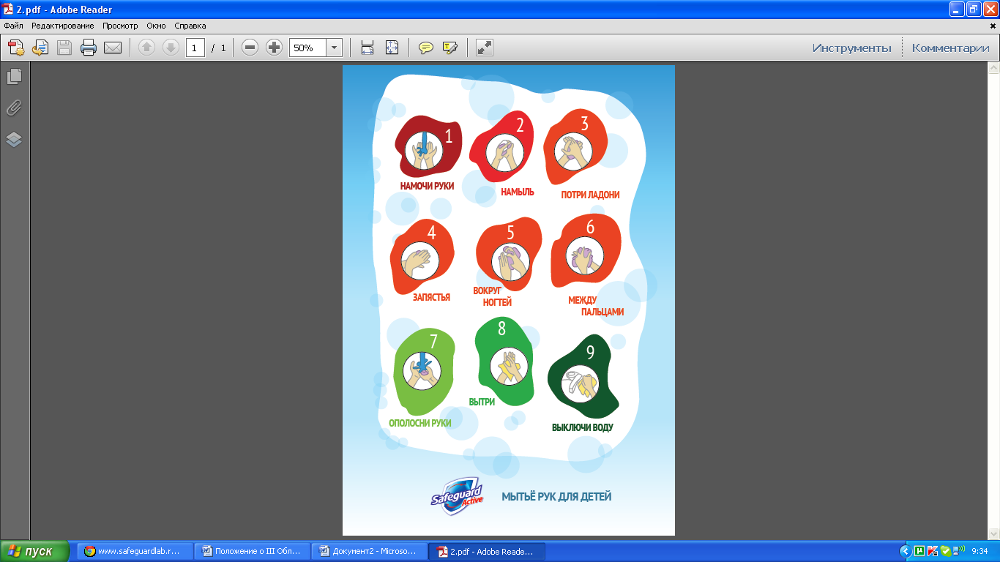 2.pdf - Adobe Reader
Файл Редактирование Просмотр Окно Справка
1 / 1 50% Инструменты Комментарии
1
НАМОЧИ РУКИ
2
НАМЫЛЬ
3
ПОТРИ ЛАДОНИ
4
ЗАПЯСТЬЯ
5
ВОКРУГ
НОГТЕЙ
6
МЕЖДУ
ПАЛЬЦАМИ
7
ОПОЛОСНИ РУКИ
8
ВЫТРИ
9
ВЫКЛЮЧИ ВОДУ
Safeguard
Active
МЫТЬЁ РУК ДЛЯ ДЕТЕЙ
пуск www.safeguardlab.r... Положение о III Обл... Документ2 - Microso... 2.pdf - Adobe Reade... 9:34